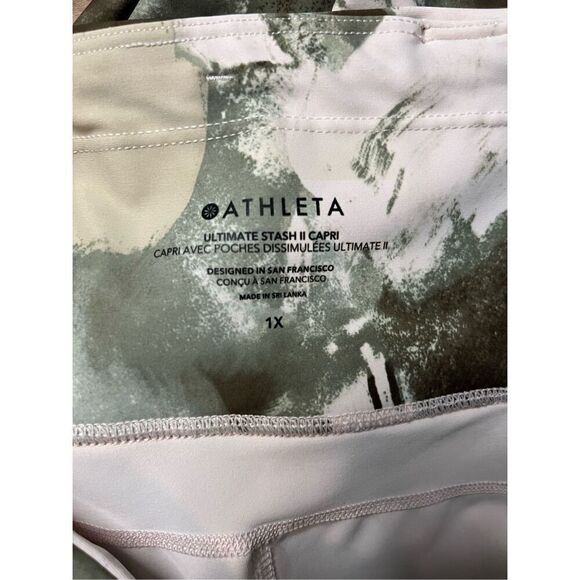 ATHLETA
ULTIMATE STASH II CAPRI
CAPRI AVEC POCHES DISSIMULÉES ULTIMATE II
DESIGNED IN SAN FRANCISCO
CONÇU À SAN FRANCISCO
MADE IN SRI LANKA
1X